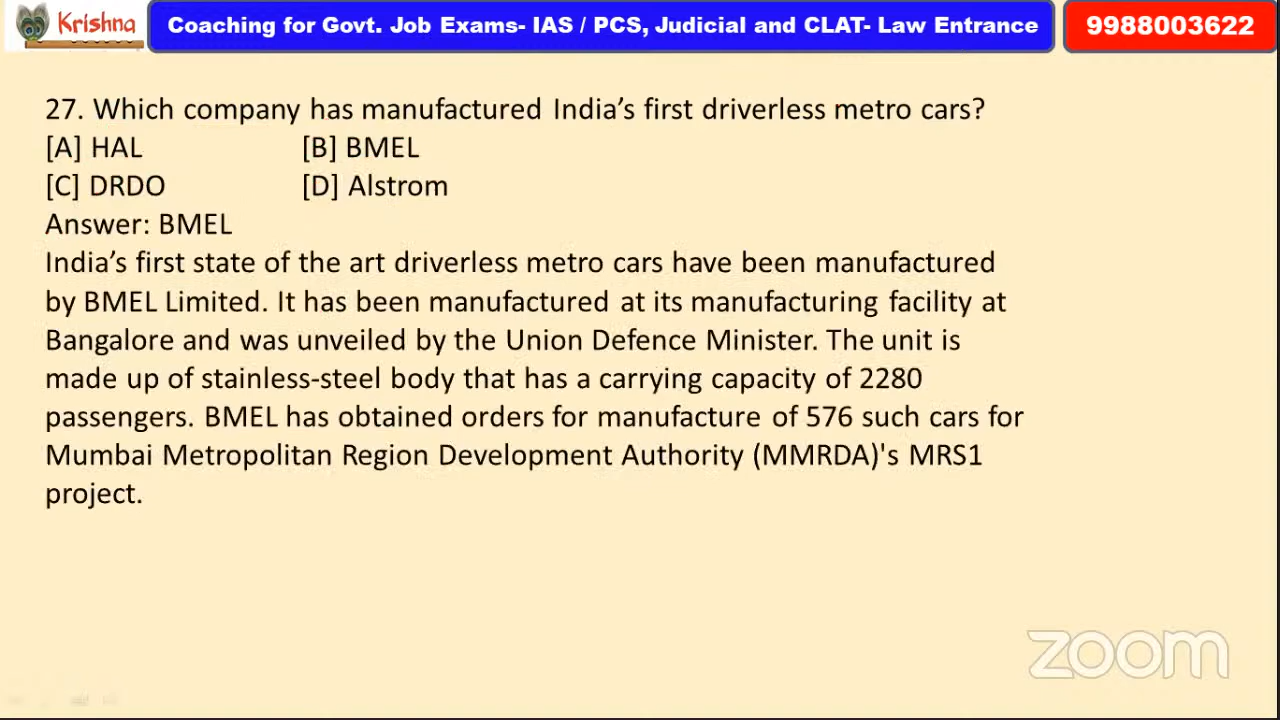 Krishna
Coaching for Govt. Job Exams- IAS / PCS, Judicial and CLAT- Law Entrance
9988003622
27. Which company has manufactured India’s first driverless metro cars?
[A] HAL [B] BMEL
[C] DRDO [D] Alstrom
Answer: BMEL
India’s first state of the art driverless metro cars have been manufactured
by BMEL Limited. It has been manufactured at its manufacturing facility at
Bangalore and was unveiled by the Union Defence Minister. The unit is
made up of stainless-steel body that has a carrying capacity of 2280
passengers. BMEL has obtained orders for manufacture of 576 such cars for
Mumbai Metropolitan Region Development Authority (MMRDA)'s MRS1
project.
zoom